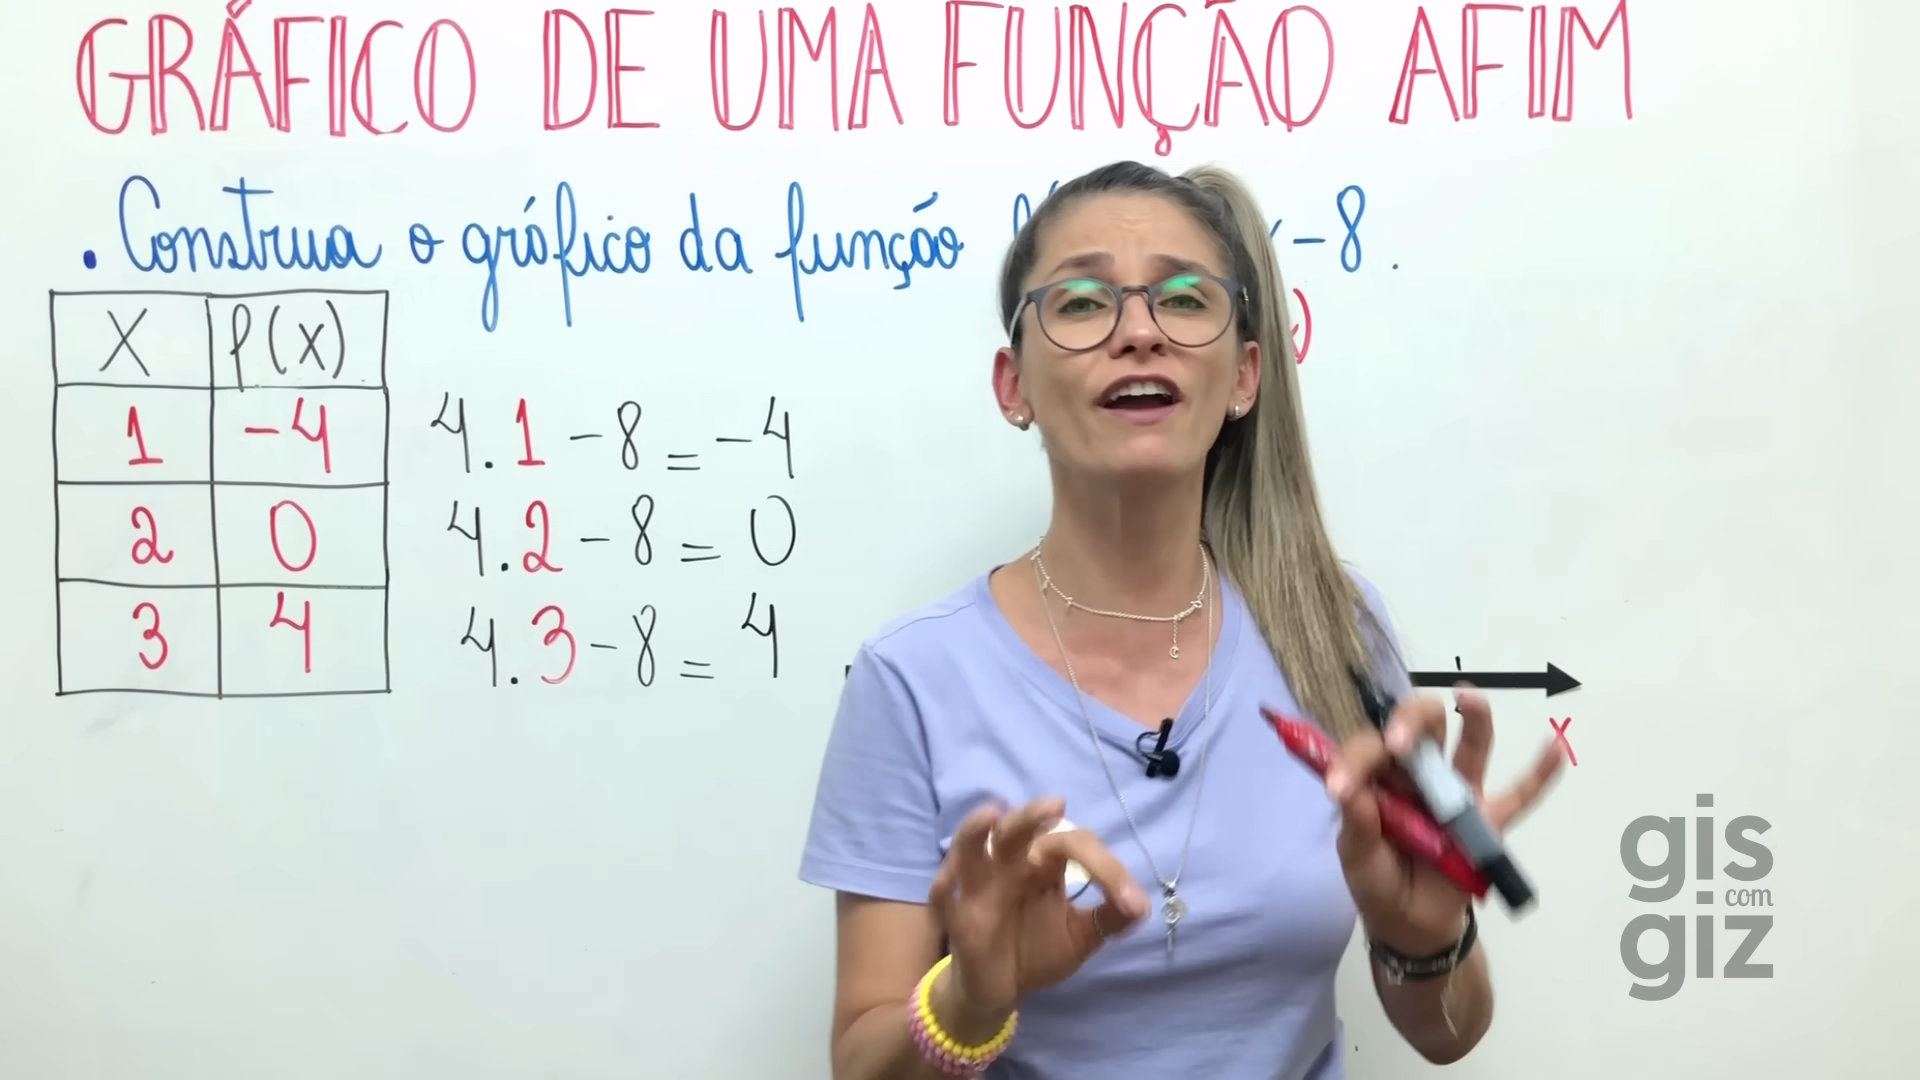 GRÁFICO DE UMA FUNÇÃO AFIM
. Construa o gráfico da função -8.
X f(x)
1 -4 4.1-8=-4
2 0 4.2-8=0
3 4 4.3-8=4
X
gis
com
giz